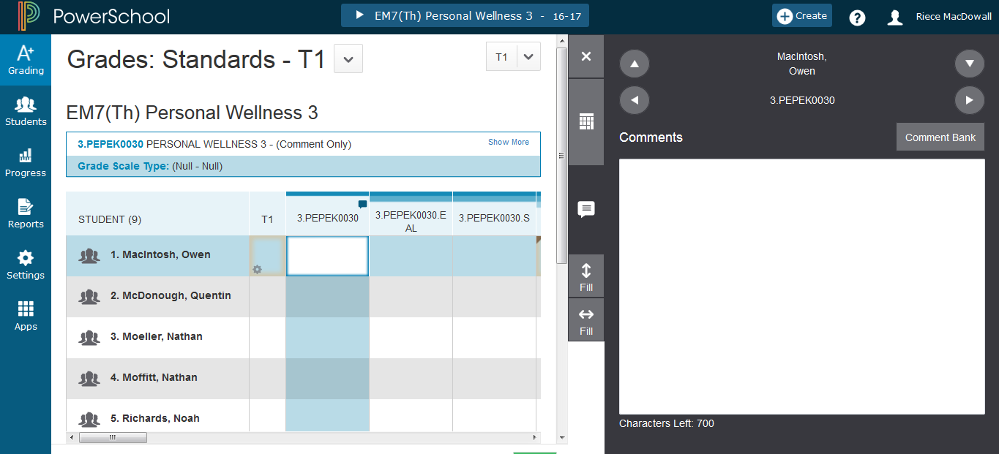 PowerSchool
EM7(Th) Personal Wellness 3 - 16-17
Create
?
Riece MacDowall
A+
Grading
Students
Progress
Reports
Settings
Apps
Grades: Standards - T1
T1
EM7(Th) Personal Wellness 3
3.PEPEK0030 PERSONAL WELLNESS 3 - (Comment Only)
Show More
Grade Scale Type: (Null - Null)
STUDENT (9)
T1
3.PEPEK0030
3.PEPEK0030.E
AL
3.PEPEK0030.S
1. MacIntosh, Owen
2. McDonough, Quentin
3. Moeller, Nathan
4. Moffitt, Nathan
5. Richards, Noah
Fill
Fill
MacIntosh,
Owen
3.PEPEK0030
Comments
Comment Bank
Characters Left: 700